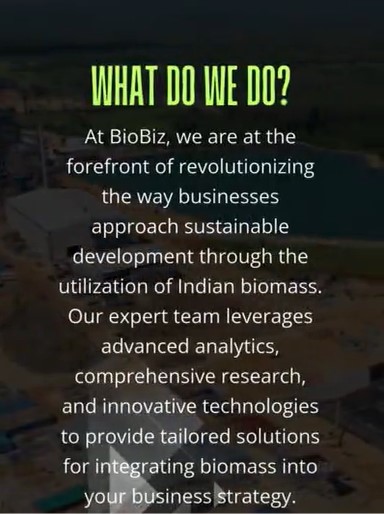 WHAT DO WE DO?
At BioBiz, we are at the
forefront of revolutionizing
the way businesses
approach sustainable
development through the
utilization of Indian biomass.
Our expert team leverages
advanced analytics,
comprehensive research,
and innovative technologies
to provide tailored solutions
for integrating biomass into
your business strategy.